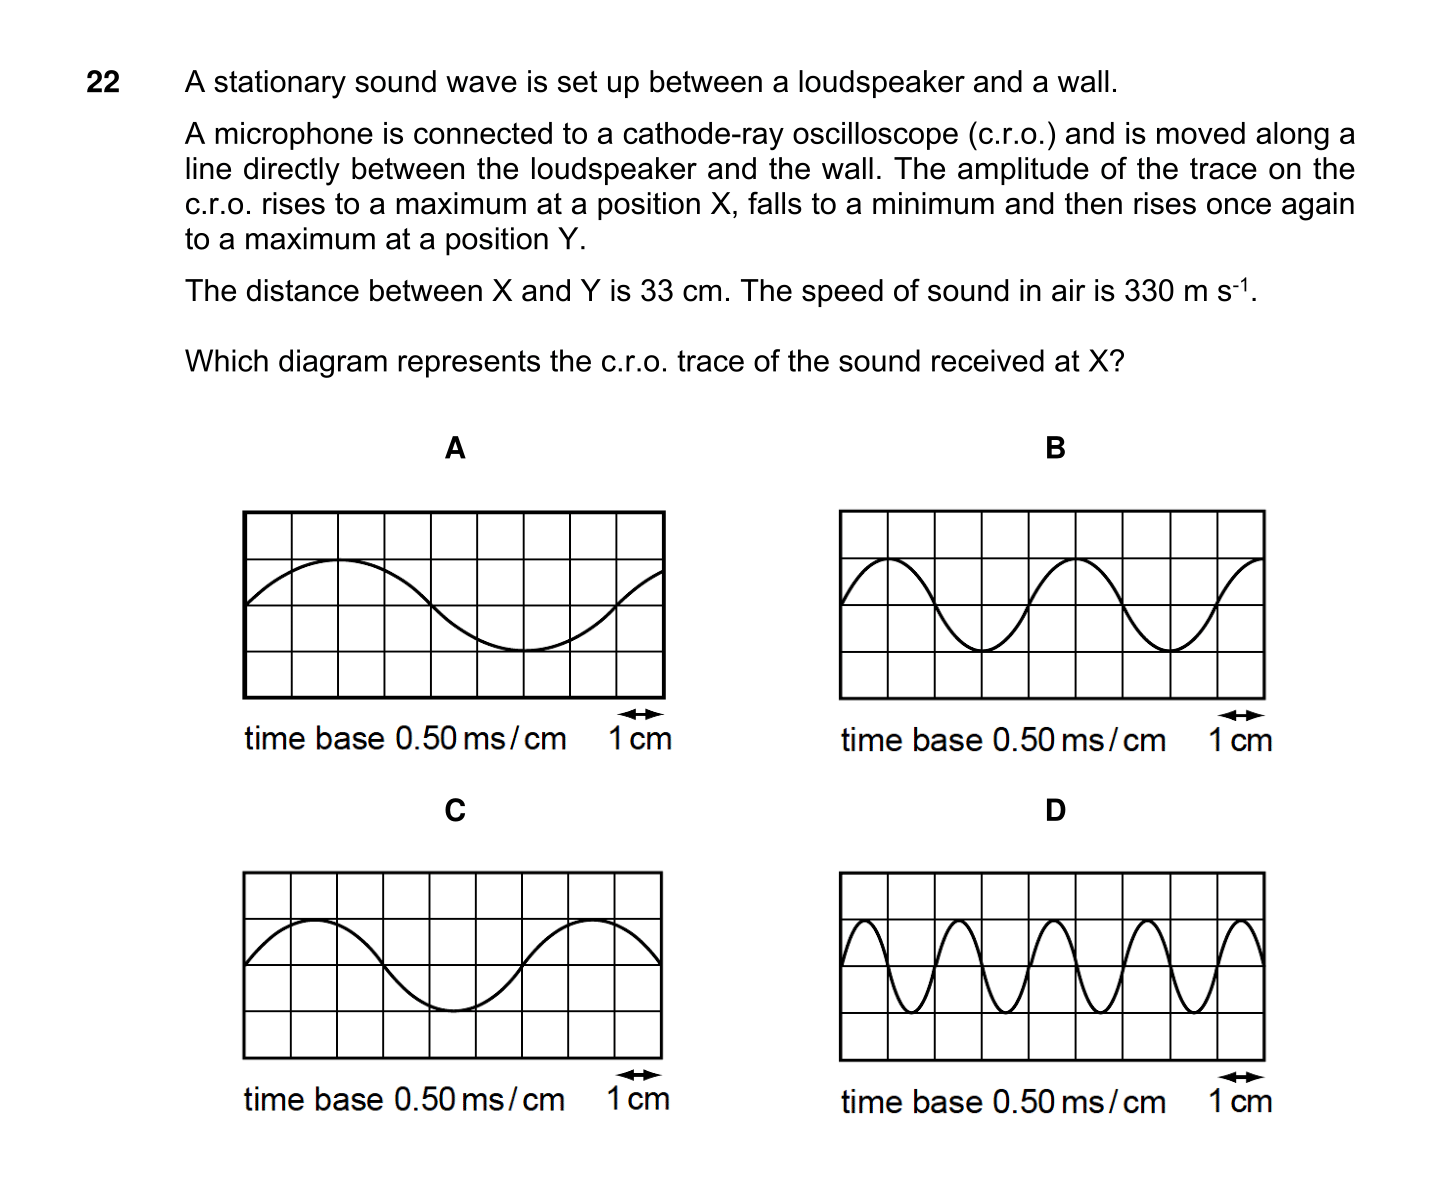 22 A stationary sound wave is set up between a loudspeaker and a wall.
A microphone is connected to a cathode-ray oscilloscope (c.r.o.) and is moved along a
line directly between the loudspeaker and the wall. The amplitude of the trace on the
c.r.o. rises to a maximum at a position X, falls to a minimum and then rises once again
to a maximum at a position Y.
The distance between X and Y is 33 cm. The speed of sound in air is 330 m s⁻¹.
Which diagram represents the c.r.o. trace of the sound received at X?
A B
time base 0.50 ms/cm 1 cm time base 0.50 ms/cm 1 cm
C D
time base 0.50 ms/cm 1 cm time base 0.50 ms/cm 1 cm